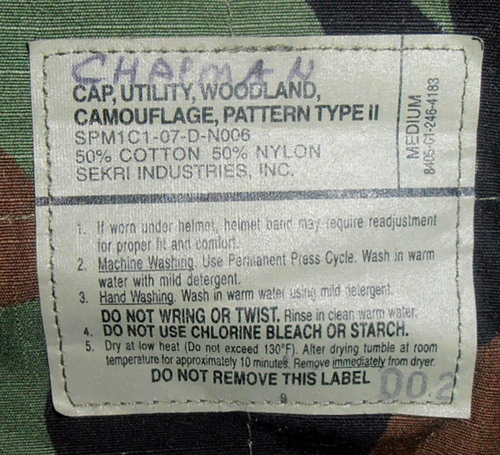 CHAPMAN
CAP, UTILITY, WOODLAND,
CAMOUFLAGE, PATTERN TYPE II
SPM1C1-07-D-N006
50% COTTON 50% NYLON
SEKRI INDUSTRIES, INC.
MEDIUM
8405-01-246-4183
1. If worn under helmet, helmet band may require readjustment
for proper fit and comfort.
2. Machine Washing. Use Permanent Press Cycle. Wash in warm
water with mild detergent.
3. Hand Washing. Wash in warm water using mild detergent.
DO NOT WRING OR TWIST. Rinse in clean warm water.
4. DO NOT USE CHLORINE BLEACH OR STARCH.
5. Dry at low heat (Do not exceed 130°F). After drying tumble at room
temperature for approximately 10 minutes. Remove immediately from dryer.
DO NOT REMOVE THIS LABEL
002
9